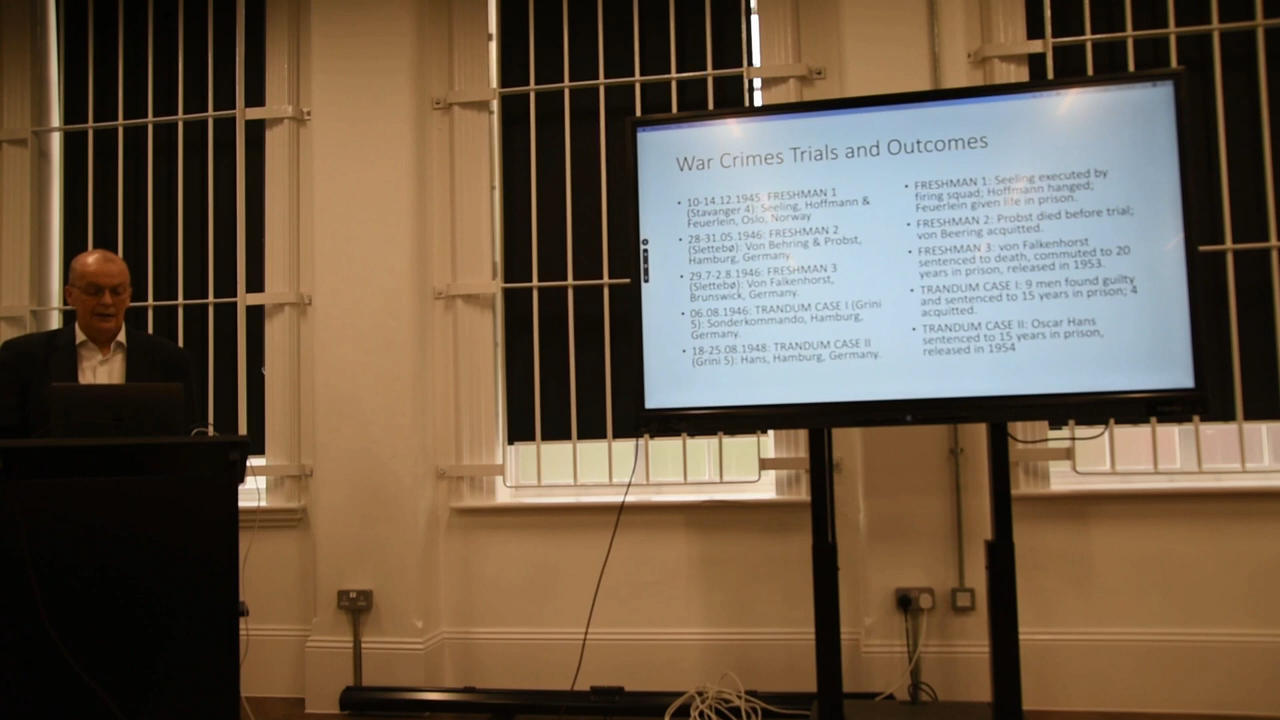 War Crimes Trials and Outcomes
• 10-14.12.1945: FRESHMAN 1
(Stavanger 4): Seeling, Hoffmann &
Feuerlein, Oslo, Norway
• 28-31.05.1946: FRESHMAN 2
(Slettebø): Von Behring & Probst,
Hamburg, Germany.
• 29.7-2.8.1946: FRESHMAN 3
(Slettebø): Von Falkenhorst,
Brunswick, Germany.
• 06.08.1946: TRANDUM CASE I (Grini
5): Sonderkommando, Hamburg,
Germany.
• 18-25.08.1948: TRANDUM CASE II
(Grini 5): Hans, Hamburg, Germany.
• FRESHMAN 1: Seeling executed by
firing squad; Hoffmann hanged;
Feuerlein given life in prison.
• FRESHMAN 2: Probst died before trial;
von Beering acquitted.
• FRESHMAN 3: von Falkenhorst
sentenced to death, commuted to 20
years in prison, released in 1953.
• TRANDUM CASE I: 9 men found guilty
and sentenced to 15 years in prison; 4
acquitted.
• TRANDUM CASE II: Oscar Hans
sentenced to 15 years in prison,
released in 1954